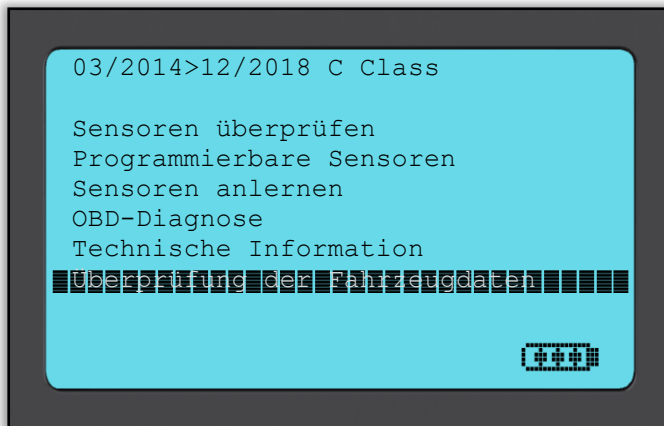 03/2014>12/2018 C Class
Sensoren überprüfen
Programmierbare Sensoren
Sensoren anlernen
OBD-Diagnose
Technische Information
Überprüfung der Fahrzeugdaten